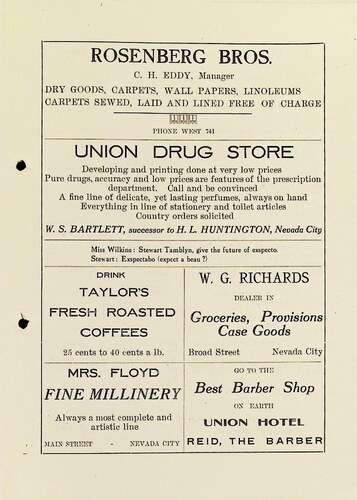 ROSENBERG BROS.
C. H. EDDY, Manager
DRY GOODS, CARPETS, WALL PAPERS, LINOLEUMS
CARPETS SEWED, LAID AND LINED FREE OF CHARGE
PHONE WEST 741
UNION DRUG STORE
Developing and printing done at very low prices
Pure drugs, accuracy and low prices are features of the prescription
department. Call and be convinced
A fine line of delicate, yet lasting perfumes, always on hand
Everything in line of stationery and toilet articles
Country orders solicited
W. S. BARTLETT, successor to H. L. HUNTINGTON, Nevada City
Miss Wilkins: Stewart Tamblyn, give the future of exspecto.
Stewart: Exspectabo (expect a beau?)
DRINK
TAYLOR'S
FRESH ROASTED
COFFEES
25 cents to 40 cents a lb.
W. G. RICHARDS
DEALER IN
Groceries, Provisions
Case Goods
Broad Street Nevada City
MRS. FLOYD
FINE MILLINERY
Always a most complete and
artistic line
MAIN STREET - NEVADA CITY
GO TO THE
Best Barber Shop
ON EARTH
UNION HOTEL
REID, THE BARBER